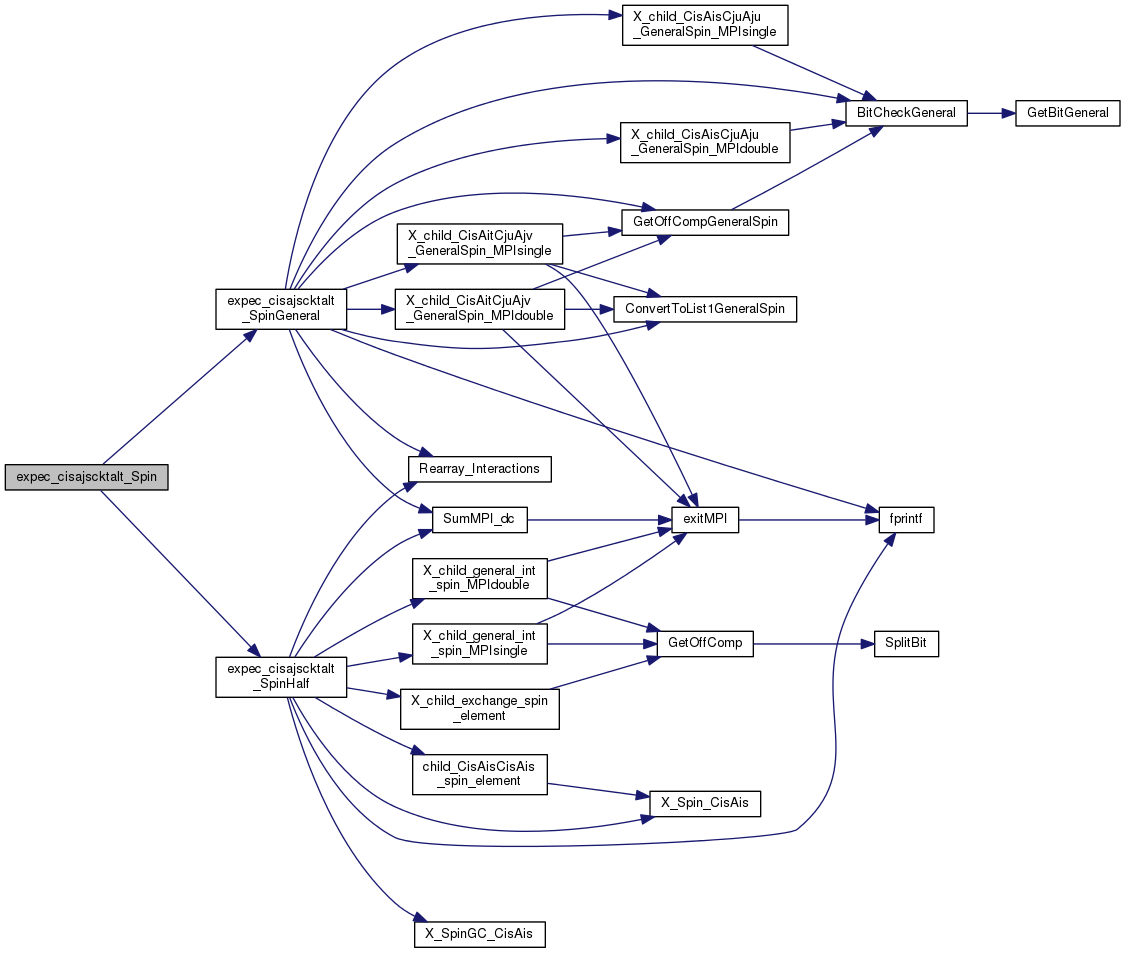 X_child_CisAisCjuAju
_GeneralSpin_MPIsingle
BitCheckGeneral
GetBitGeneral
X_child_CisAisCjuAju
_GeneralSpin_MPIdouble
GetOffCompGeneralSpin
X_child_CisAitCjuAjv
_GeneralSpin_MPIsingle
expec_cisajscktalt
_SpinGeneral
X_child_CisAitCjuAjv
_GeneralSpin_MPIdouble
ConvertToList1GeneralSpin
expec_cisajscktalt_Spin
Rearray_Interactions
SumMPI_dc
exitMPI
fprintf
X_child_general_int
_spin_MPIdouble
X_child_general_int
_spin_MPIsingle
GetOffComp
SplitBit
expec_cisajscktalt
_SpinHalf
X_child_exchange_spin
_element
child_CisAisCisAis
_spin_element
X_Spin_CisAis
X_SpinGC_CisAis